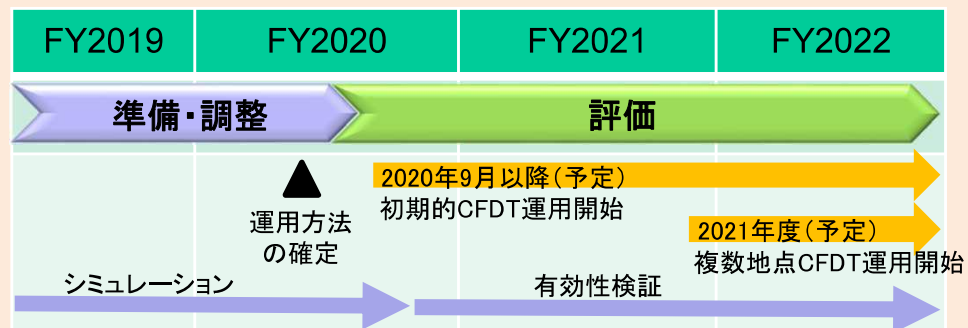 FY2019 FY2020 FY2021 FY2022
準備・調整 評価
2020年9月以降(予定)
初期的CFDT運用開始
運用方法
の確定
2021年度(予定)
複数地点CFDT運用開始
シミュレーション 有効性検証